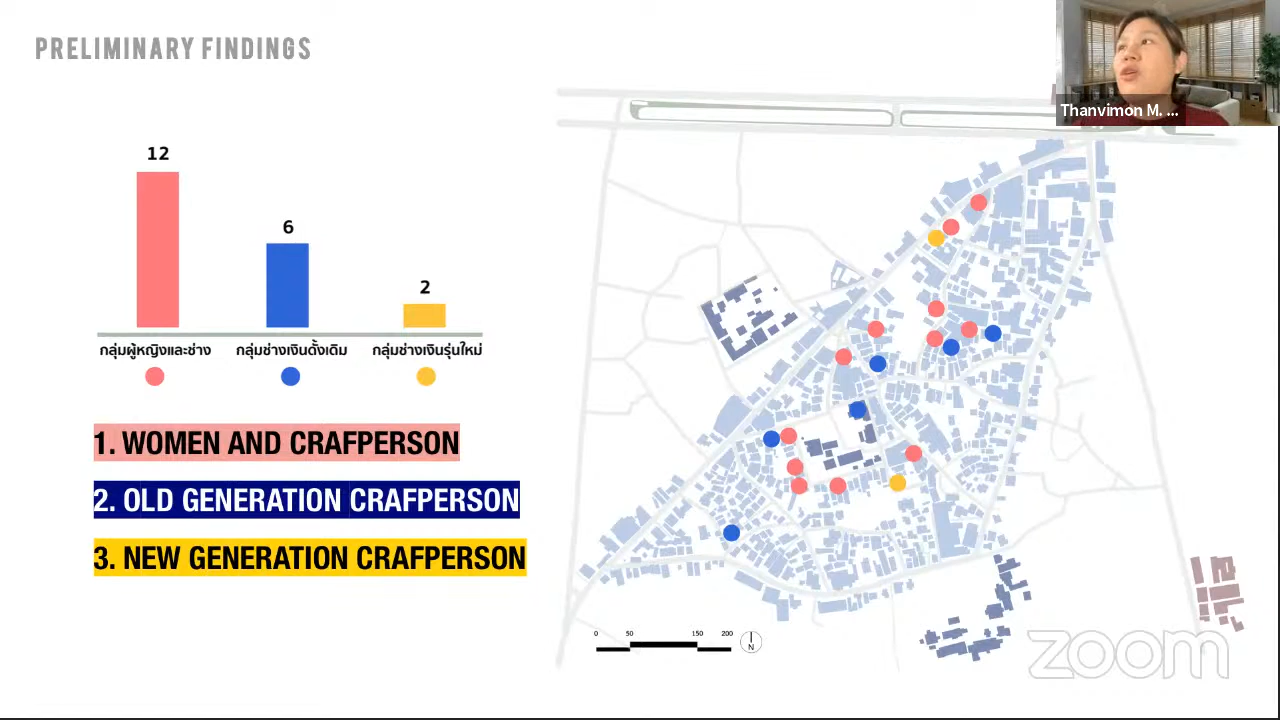 PRELIMINARY FINDINGS
Thanvimon M. ...
12
6
2
กลุ่มผู้หญิงและช่าง
กลุ่มช่างเงินดั้งเดิม
กลุ่มช่างเงินรุ่นใหม่
1. WOMEN AND CRAFPERSON
2. OLD GENERATION CRAFPERSON
3. NEW GENERATION CRAFPERSON
0 50 150 200
N
zoom